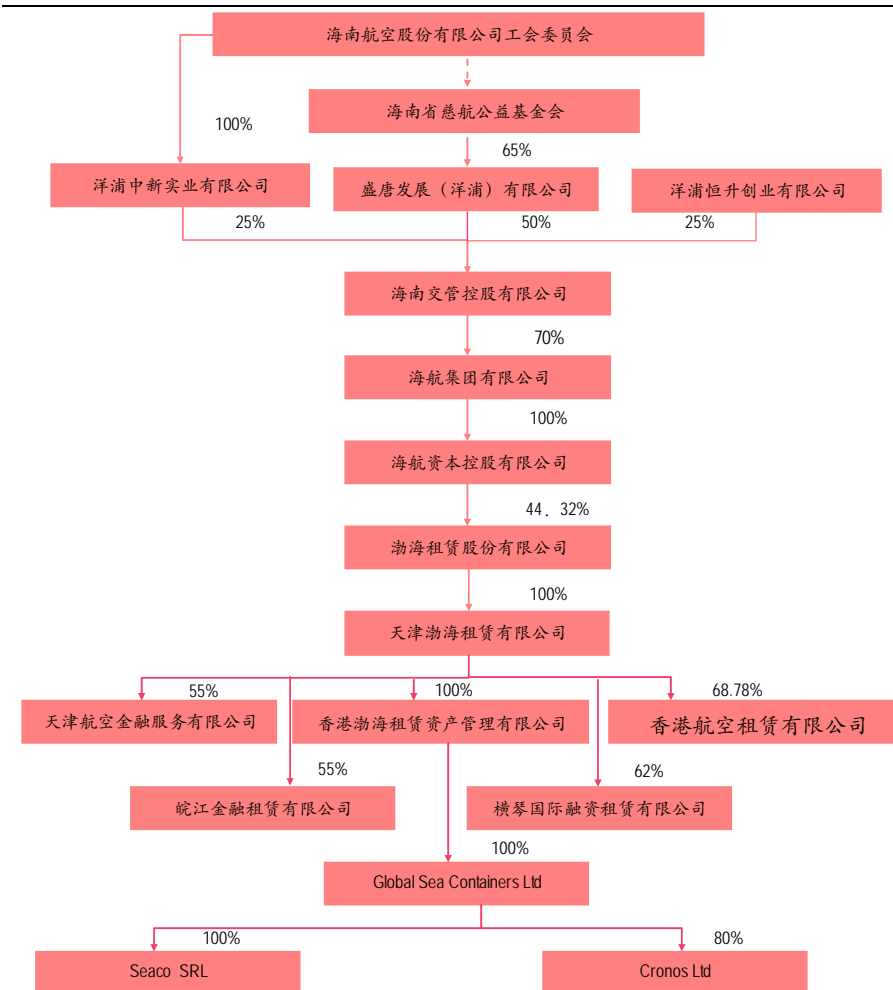 海南航空股份有限公司工会委员会
海南省慈航公益基金会
100%
65%
洋浦中新实业有限公司
盛唐发展（洋浦）有限公司
洋浦恒升创业有限公司
25%
50%
25%
海南交管控股有限公司
70%
海航集团有限公司
100%
海航资本控股有限公司
44．32%
渤海租赁股份有限公司
100%
天津渤海租赁有限公司
55%
100%
68.78%
天津航空金融服务有限公司
香港渤海租赁资产管理有限公司
香港航空租赁有限公司
55%
62%
皖江金融租赁有限公司
横琴国际融资租赁有限公司
100%
Global Sea Containers Ltd
100%
80%
Seaco SRL
Cronos Ltd